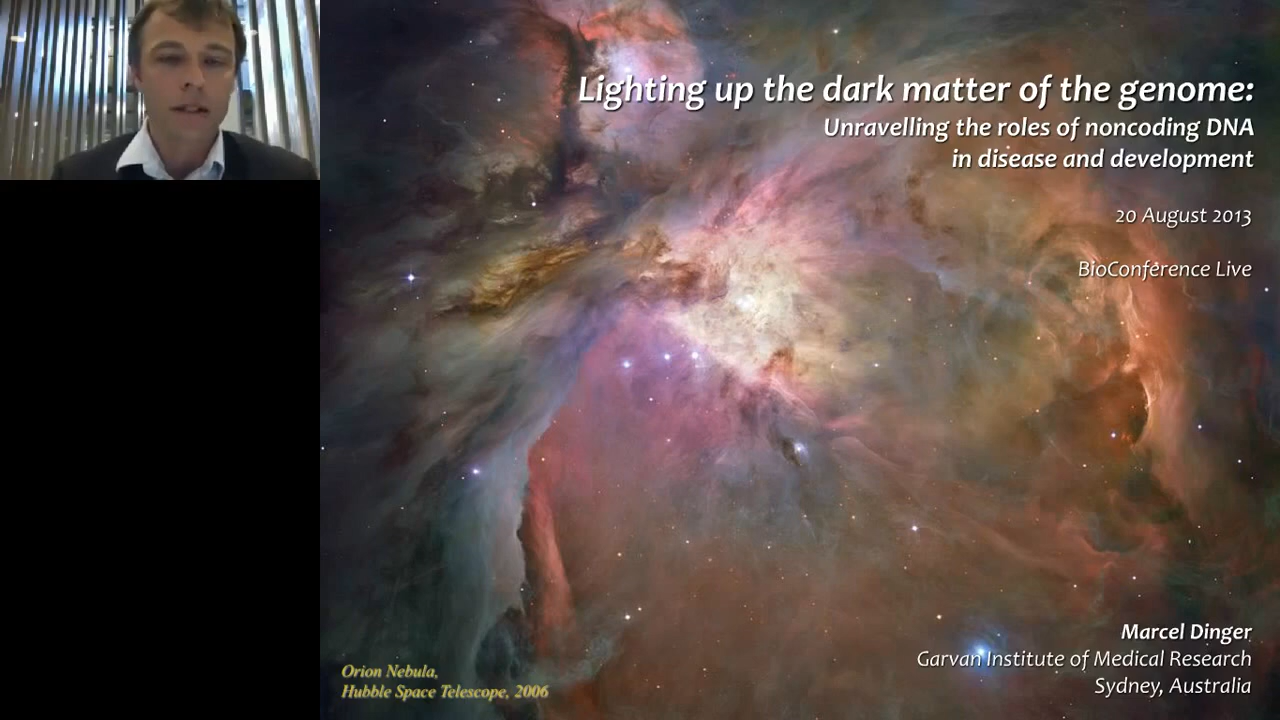 Lighting up the dark matter of the genome:
Unravelling the roles of noncoding DNA
in disease and development
20 August 2013
BioConference Live
Marcel Dinger
Garvan Institute of Medical Research
Sydney, Australia
Orion Nebula,
Hubble Space Telescope, 2006